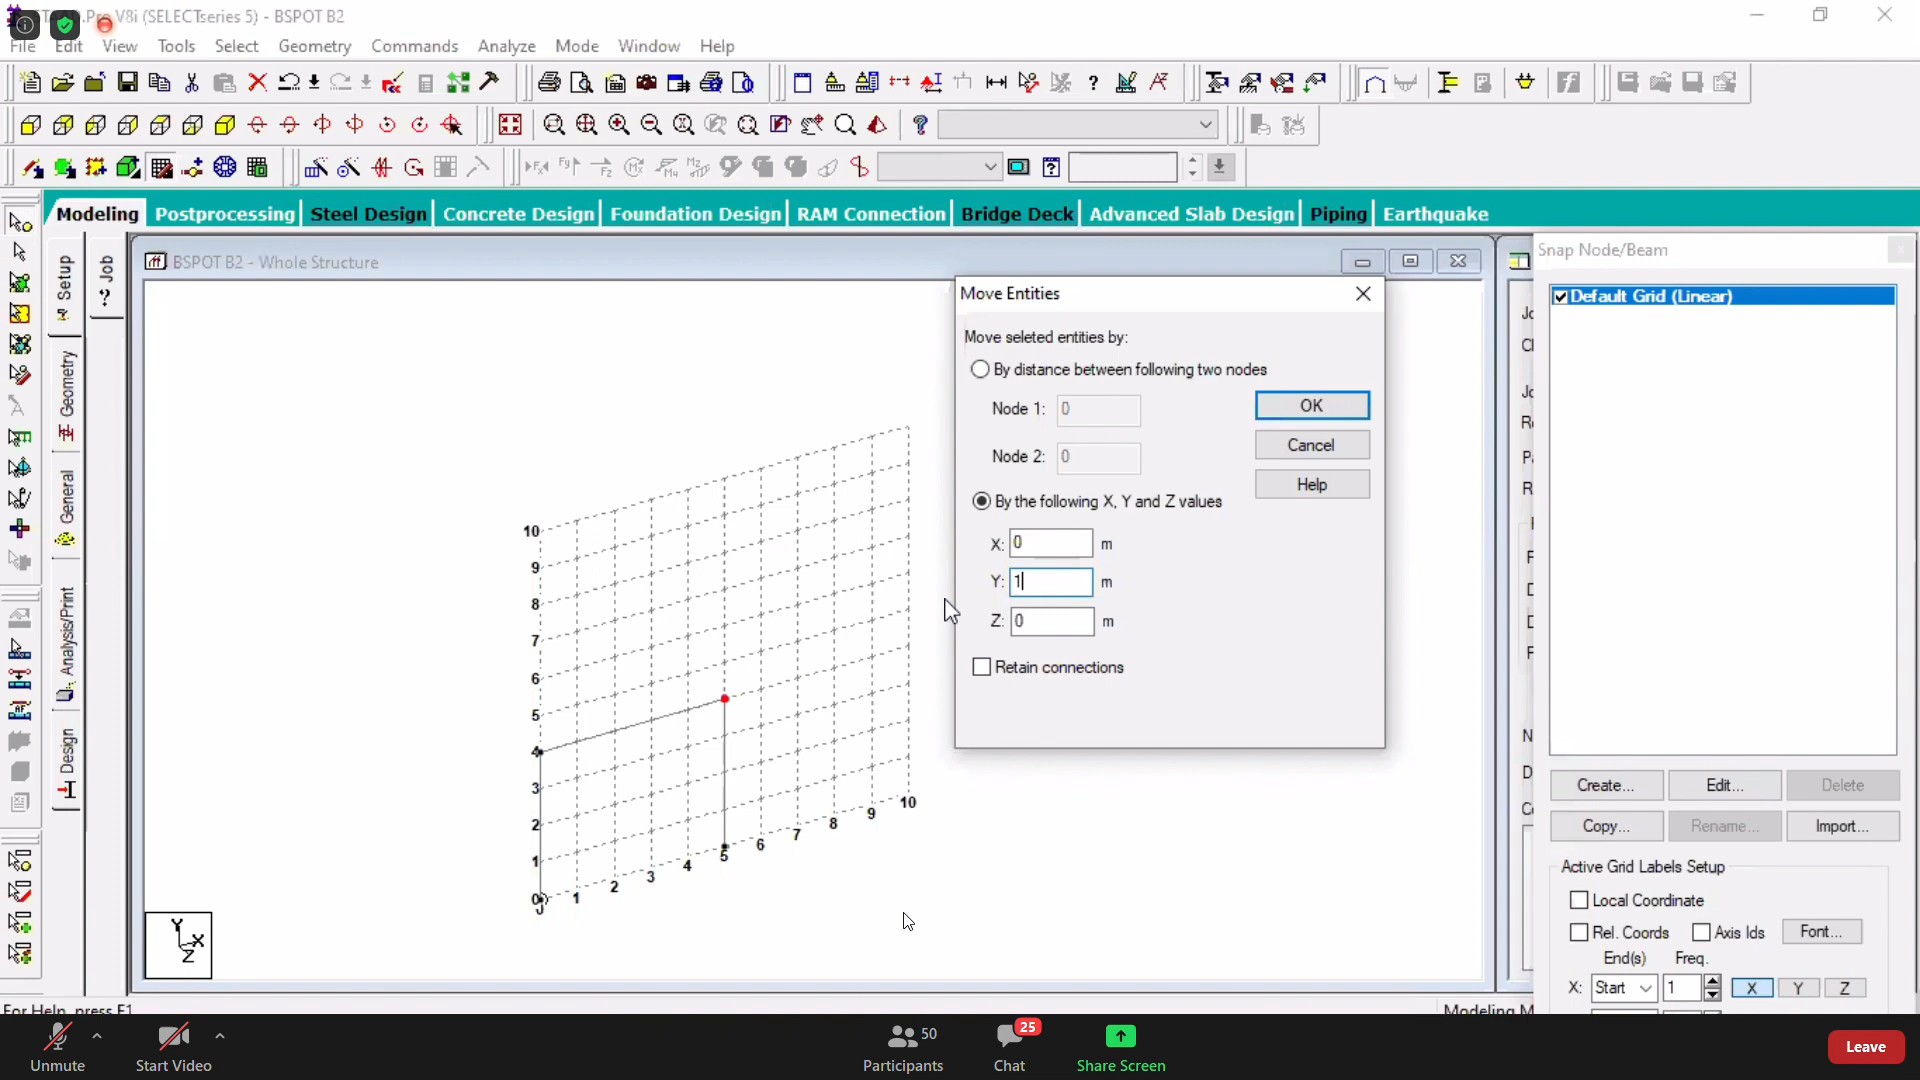 .Pro V8i (SELECTseries 5) - BSPOT B2
File Edit View Tools Select Geometry Commands Analyze Mode Window Help
Modeling Postprocessing Steel Design Concrete Design Foundation Design RAM Connection Bridge Deck Advanced Slab Design Piping Earthquake
Setup
Geometry
General
Analysis/Print
Design
Job
BSPOT B2 - Whole Structure
10
9
8
7
6
5
4
3
2
1
0
1
2
3
4
5
6
7
8
9
10
Y
X
Z
Move Entities
Move seleted entities by:
By distance between following two nodes
Node 1: 0
Node 2: 0
OK
Cancel
Help
By the following X, Y and Z values
X: 0 m
Y: 1 m
Z: 0 m
Retain connections
Snap Node/Beam
Default Grid (Linear)
Create... Edit... Delete
Copy... Rename... Import...
Active Grid Labels Setup
Local Coordinate
Rel. Coords Axis Ids Font...
End(s) Freq.
X: Start 1 X Y Z
For Help, press F1
Modeling M
Unmute
Start Video
50
Participants
25
Chat
Share Screen
Leave